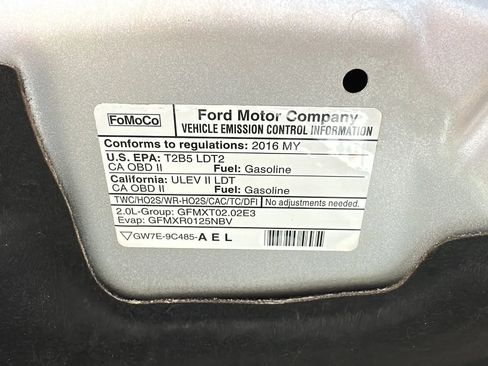 FoMoCo
Ford Motor Company
VEHICLE EMISSION CONTROL INFORMATION
Conforms to regulations: 2016 MY
U.S. EPA: T2B5 LDT2
CA OBD II Fuel: Gasoline
California: ULEV II LDT
CA OBD II Fuel: Gasoline
TWC/HO2S/WR-HO2S/CAC/TC/DFI No adjustments needed.
2.0L-Group: GFMXT02.02E3
Evap: GFMXR0125NBV
GW7E-9C485-A E L